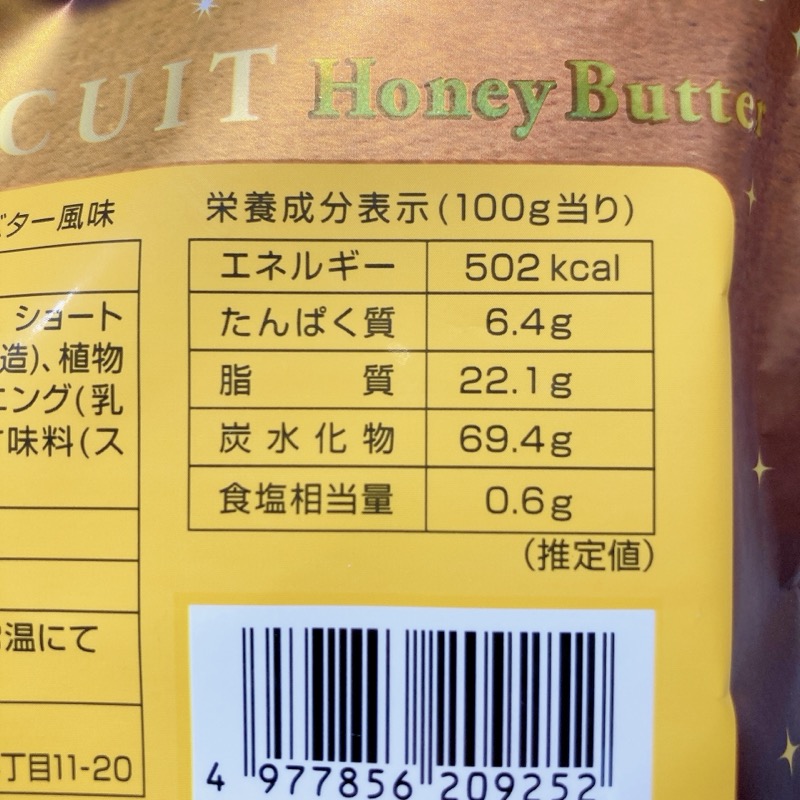 CUIT Honey Butter
ター風味
栄養成分表示(100g当り)
エネルギー 502kcal
たんぱく質 6.4g
脂質 22.1g
炭水化物 69.4g
食塩相当量 0.6g
(推定値)
ショート
造)、植物
ニング(乳
味料(ス
温にて
丁目11-20
4 977856 209252